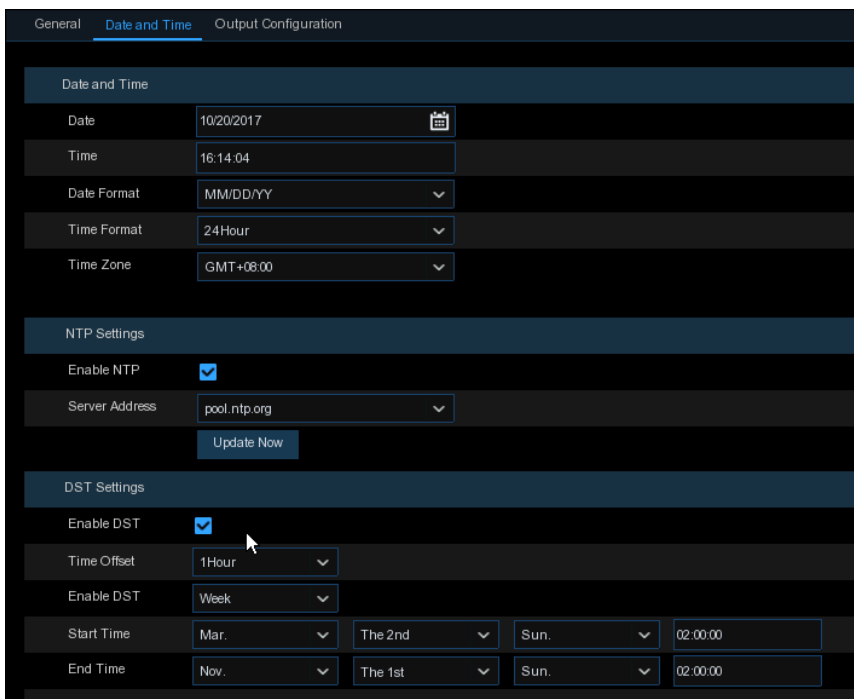 General Date and Time Output Configuration
Date and Time
Date 10/20/2017
Time 16:14:04
Date Format MM/DD/YY
Time Format 24Hour
Time Zone GMT+08:00
NTP Settings
Enable NTP
Server Address pool.ntp.org
Update Now
DST Settings
Enable DST
Time Offset 1Hour
Enable DST Week
Start Time Mar. The 2nd Sun. 02:00:00
End Time Nov. The 1st Sun. 02:00:00